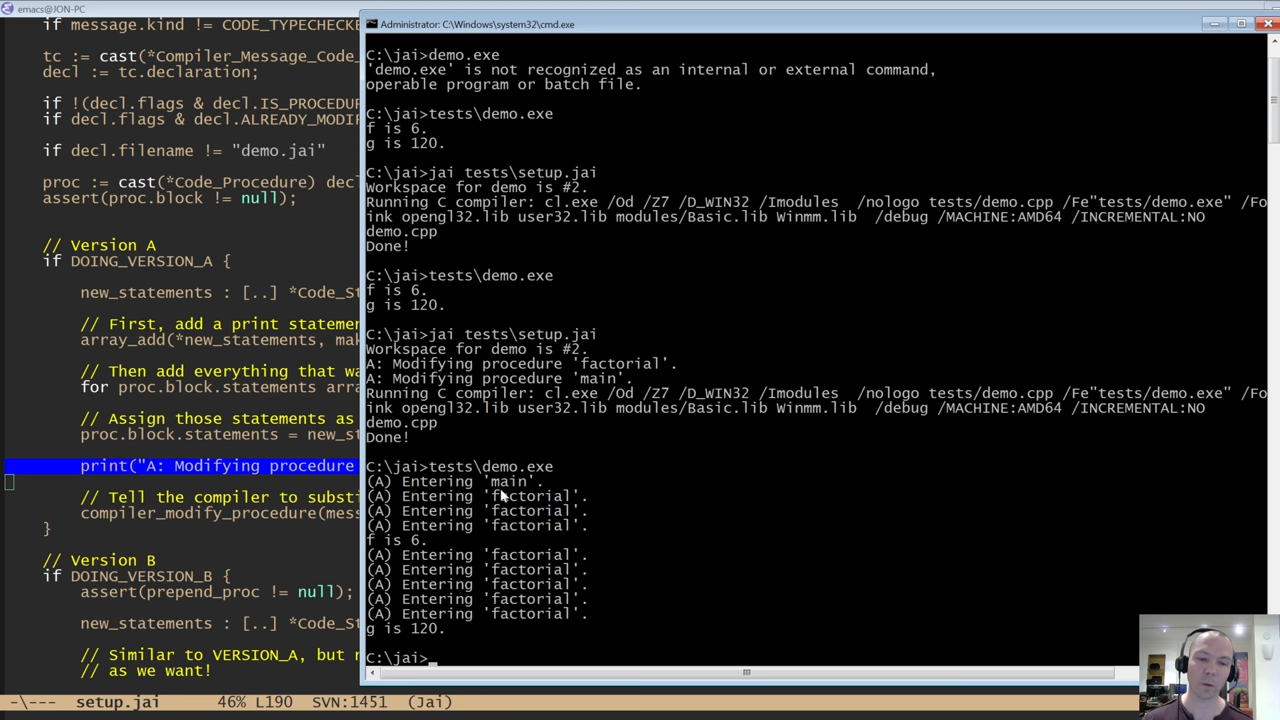 emacs@JON-PC
if message.kind != CODE_TYPECHECKE
tc := cast(*Compiler_Message_Code_
decl := tc.declaration;
if !(decl.flags & decl.IS_PROCEDUR
if decl.flags & decl.ALREADY_MODIF
if decl.filename != "demo.jai"
proc := cast(*Code_Procedure) decl
assert(proc.block != null);
// Version A
if DOING_VERSION_A {
new_statements : [..] *Code_St
// First, add a print statemen
array_add(*new_statements, mak
// Then add everything that wa
for proc.block.statements arra
// Assign those statements as
proc.block.statements = new_st
print("A: Modifying procedure
// Tell the compiler to substi
compiler_modify_procedure(mess
}
// Version B
if DOING_VERSION_B {
assert(prepend_proc != null);
new_statements : [..] *Code_St
// Similar to VERSION_A, but r
// as we want!
-\--- setup.jai 46% L190 SVN:1451 (Jai)
Administrator: C:\Windows\system32\cmd.exe
C:\jai>demo.exe
'demo.exe' is not recognized as an internal or external command,
operable program or batch file.
C:\jai>tests\demo.exe
f is 6.
g is 120.
C:\jai>jai tests\setup.jai
Workspace for demo is #2.
Running C compiler: cl.exe /Od /Z7 /D_WIN32 /Imodules /nologo tests/demo.cpp /Fe"tests/demo.exe" /Fo
ink opengl32.lib user32.lib modules/Basic.lib Winmm.lib /debug /MACHINE:AMD64 /INCREMENTAL:NO
demo.cpp
Done!
C:\jai>tests\demo.exe
f is 6.
g is 120.
C:\jai>jai tests\setup.jai
Workspace for demo is #2.
A: Modifying procedure 'factorial'.
A: Modifying procedure 'main'.
Running C compiler: cl.exe /Od /Z7 /D_WIN32 /Imodules /nologo tests/demo.cpp /Fe"tests/demo.exe" /Fo
ink opengl32.lib user32.lib modules/Basic.lib Winmm.lib /debug /MACHINE:AMD64 /INCREMENTAL:NO
demo.cpp
Done!
C:\jai>tests\demo.exe
(A) Entering 'main'.
(A) Entering 'factorial'.
(A) Entering 'factorial'.
(A) Entering 'factorial'.
f is 6.
(A) Entering 'factorial'.
(A) Entering 'factorial'.
(A) Entering 'factorial'.
(A) Entering 'factorial'.
(A) Entering 'factorial'.
g is 120.
C:\jai>_